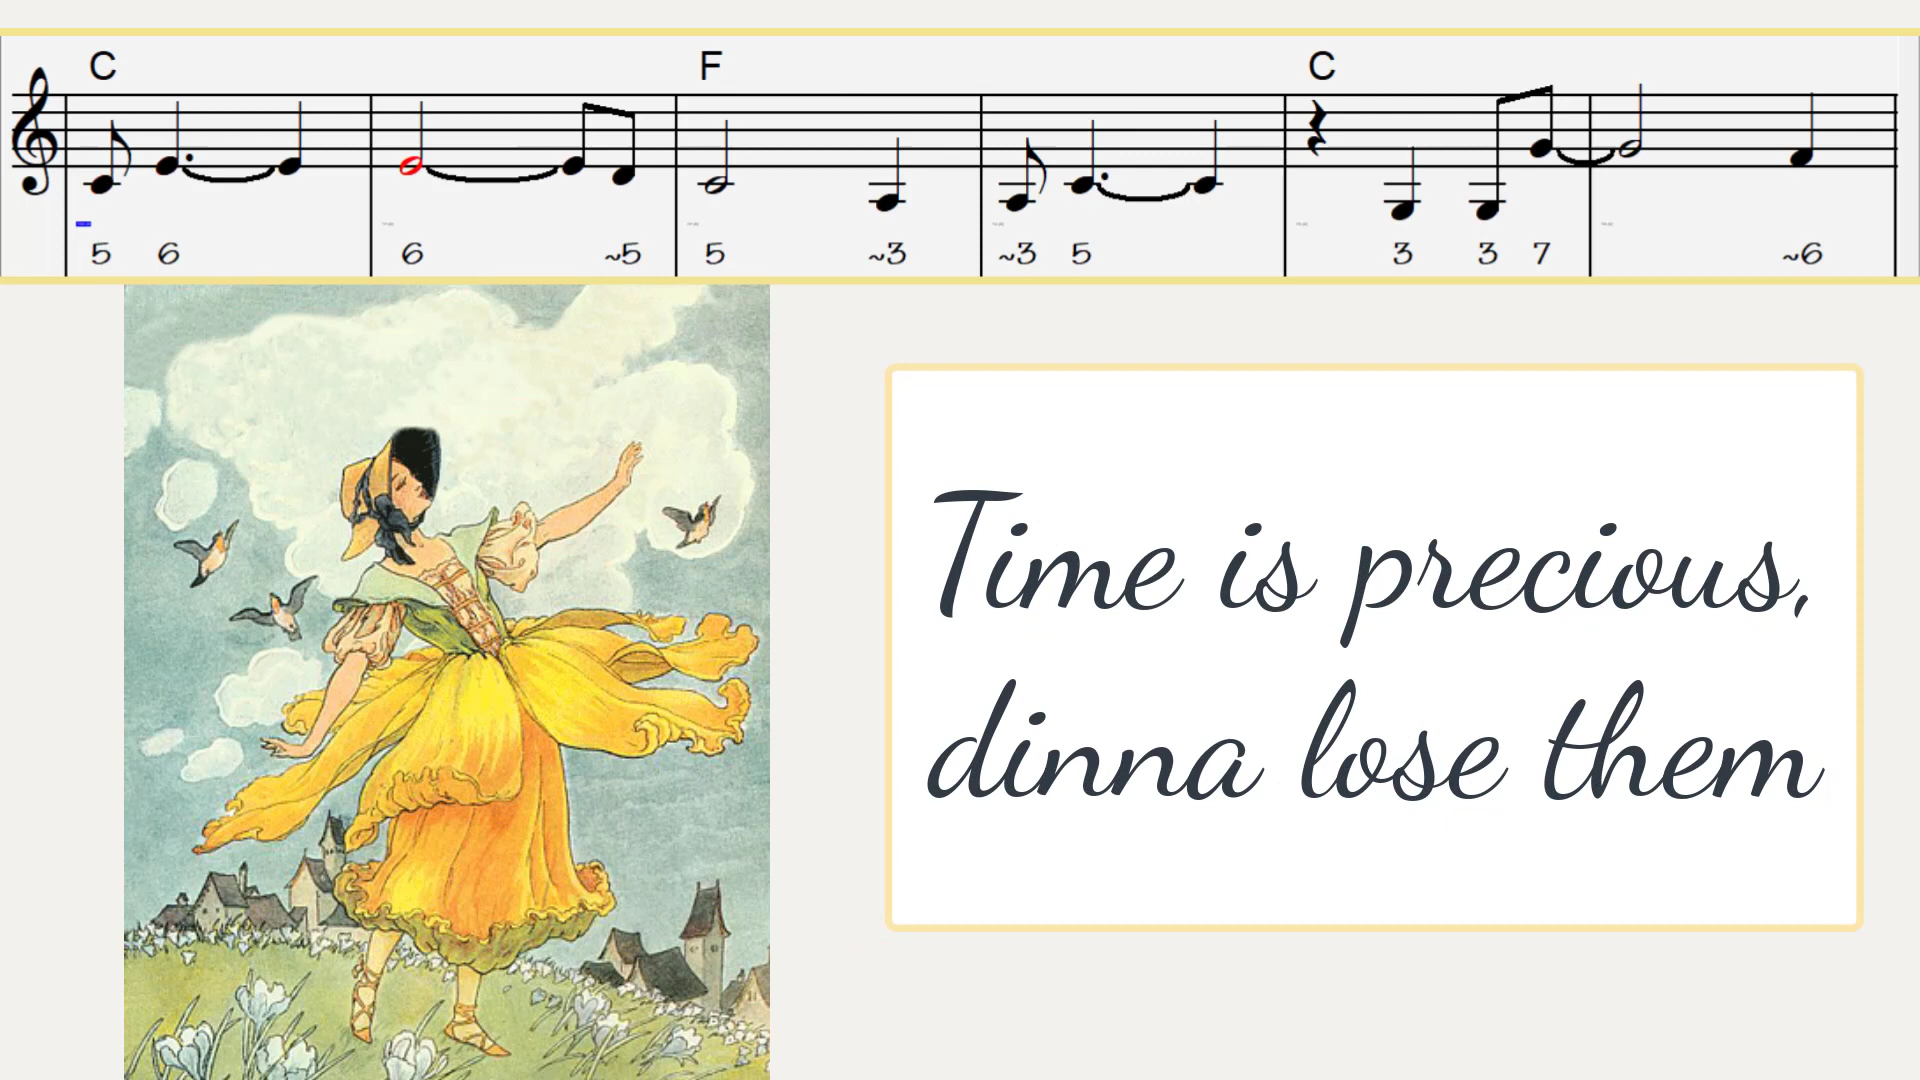 C F C
5 6 6 ~5 5 ~3 ~3 5 3 3 7 ~6
Time is precious,
dinna lose them